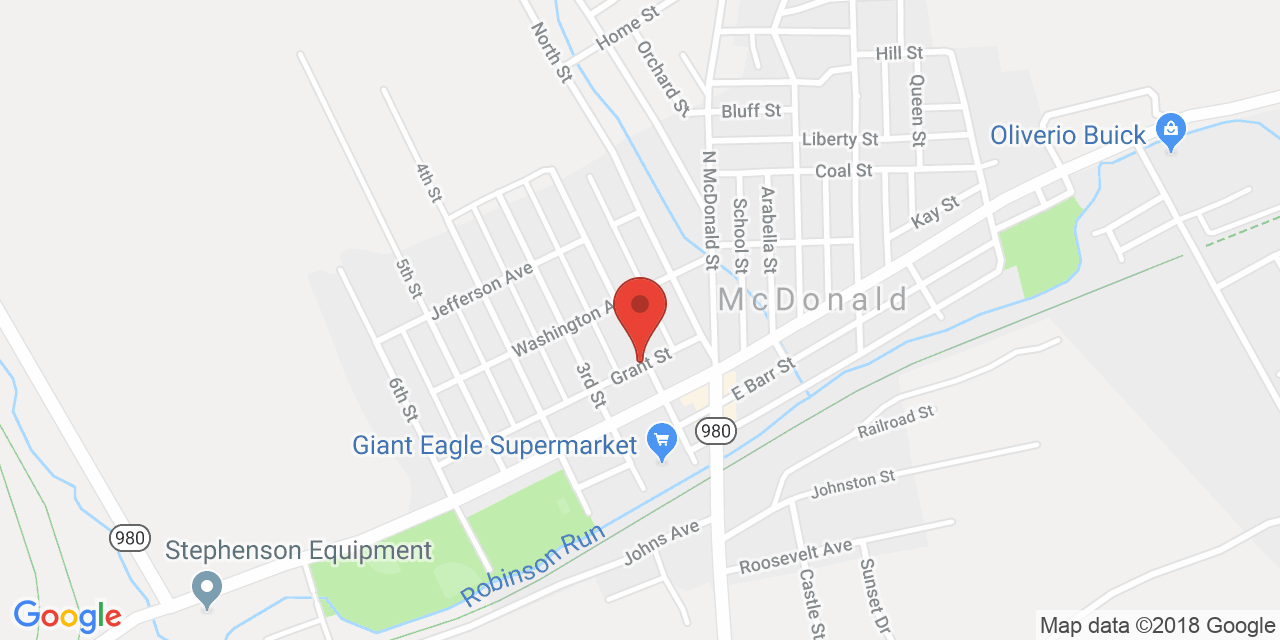 Home St
North St
Orchard St
Hill St
Queen St
Bluff St
Liberty St
Oliverio Buick
N McDonald St
Coal St
4th St
School St
Arabella St
Kay St
5th St
Jefferson Ave
McDonald
Washington A
Grant St
3rd St
6th St
E Barr St
980
Railroad St
Giant Eagle Supermarket
Johnston St
980
Stephenson Equipment
Robinson Run
Johns Ave
Roosevelt Ave
Castle St
Sunset Dr
Google
Map data ©2018 Google